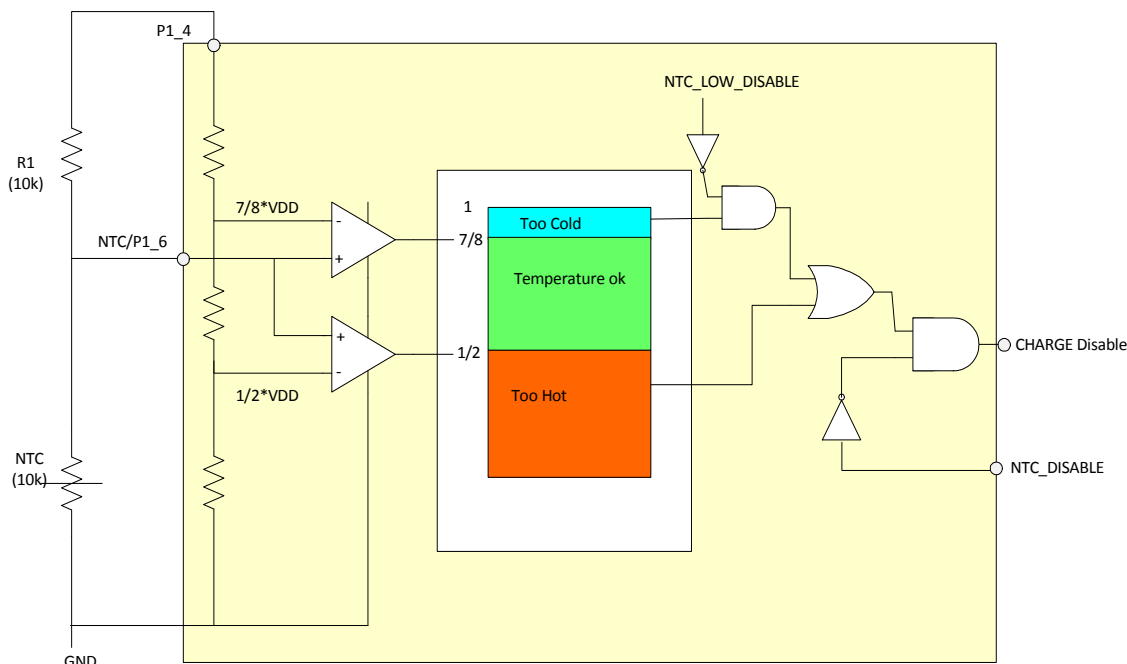 P1_4
NTC_LOW_DISABLE
R1
(10k)
1
7/8*VDD
-
Too Cold
7/8
NTC/P1_6
+
Temperature ok
+
1/2
-
CHARGE Disable
1/2*VDD
Too Hot
NTC
(10k)
NTC_DISABLE
GND